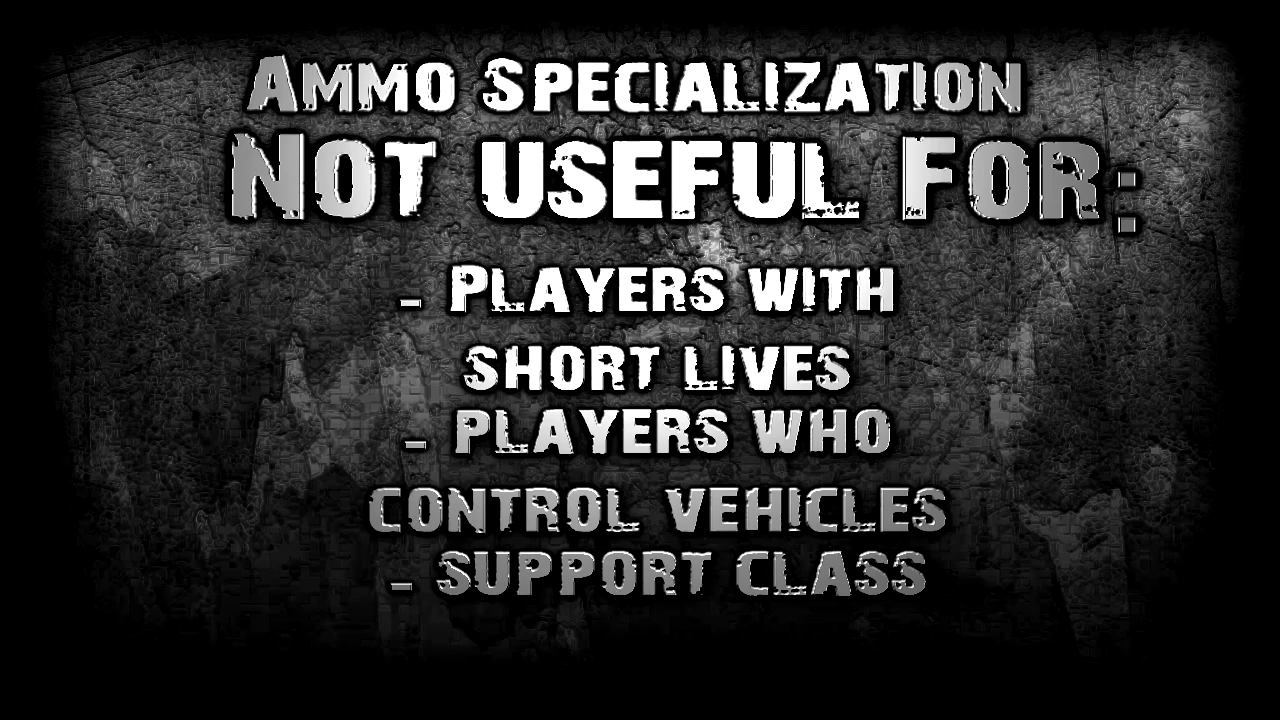 Ammo Specialization
Not useful For:
- Players with
short lives
- Players who
control vehicles
- Support Class